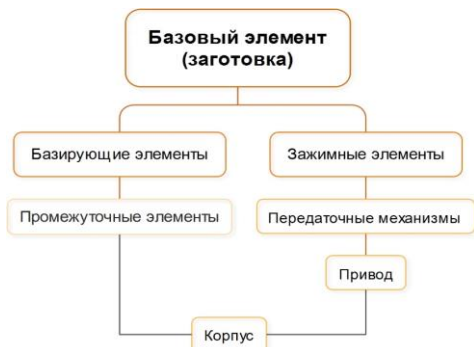 Базовый элемент
(заготовка)
Базирующие элементы
Зажимные элементы
Промежуточные элементы
Передаточные механизмы
Привод
Корпус